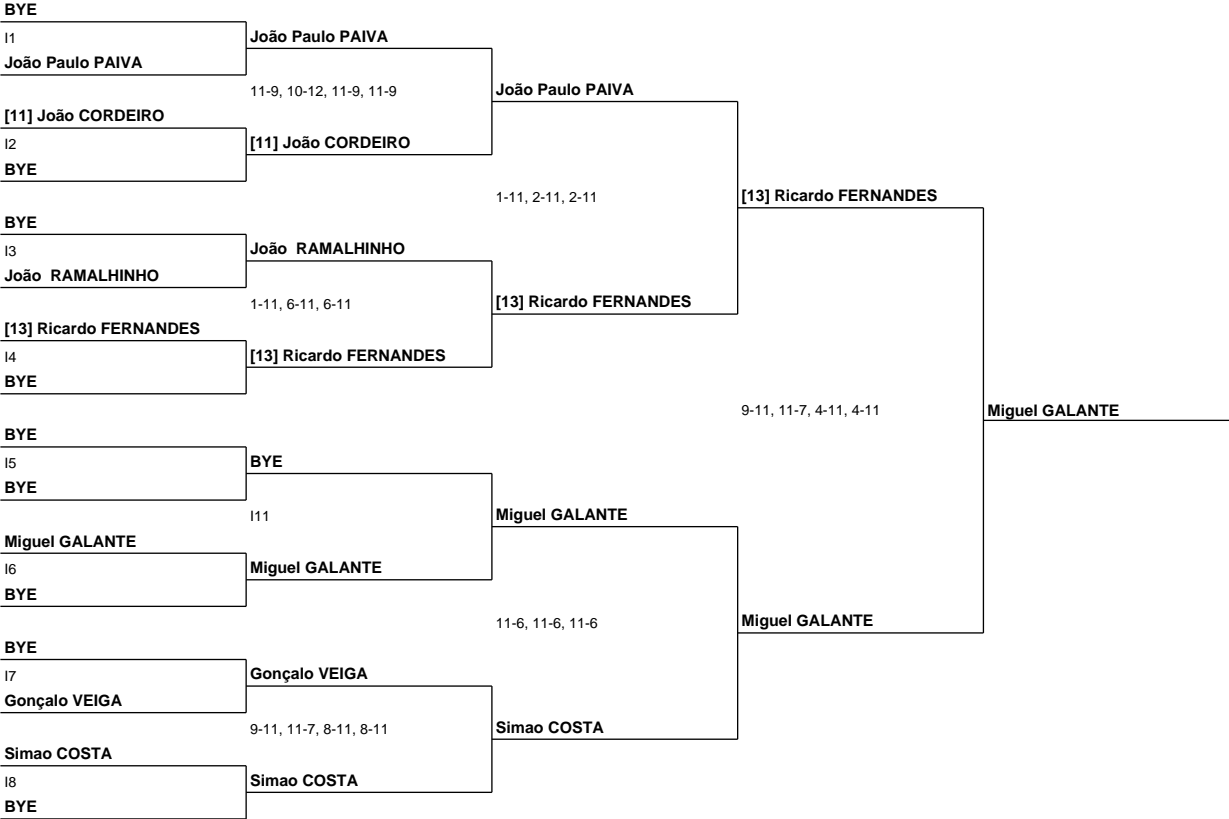 BYE
I1
João Paulo PAIVA
João Paulo PAIVA
11-9, 10-12, 11-9, 11-9
João Paulo PAIVA
[11] João CORDEIRO
I2
[11] João CORDEIRO
BYE
1-11, 2-11, 2-11
[13] Ricardo FERNANDES
BYE
I3
João  RAMALHINHO
João  RAMALHINHO
1-11, 6-11, 6-11
[13] Ricardo FERNANDES
[13] Ricardo FERNANDES
I4
[13] Ricardo FERNANDES
BYE
9-11, 11-7, 4-11, 4-11
Miguel GALANTE
BYE
I5
BYE
BYE
I11
Miguel GALANTE
Miguel GALANTE
I6
Miguel GALANTE
BYE
11-6, 11-6, 11-6
Miguel GALANTE
BYE
I7
Gonçalo VEIGA
Gonçalo VEIGA
9-11, 11-7, 8-11, 8-11
Simao COSTA
Simao COSTA
I8
Simao COSTA
BYE